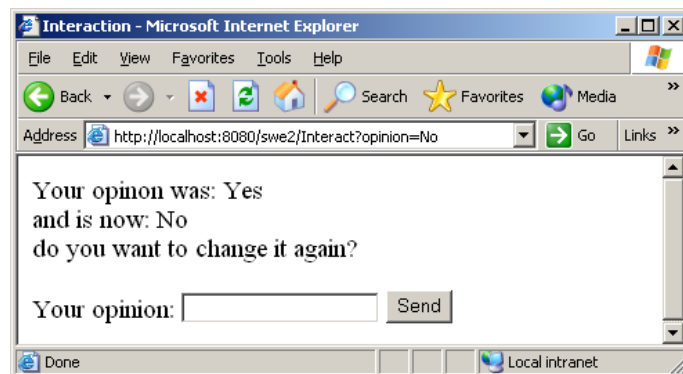 Interaction - Microsoft Internet Explorer
File Edit View Favorites Tools Help
Back Search Favorites Media »
Address http://localhost:8080/swe2/Interact?opinion=No Go Links »
Your opinon was: Yes
and is now: No
do you want to change it again?
Your opinion: Send
Done Local intranet